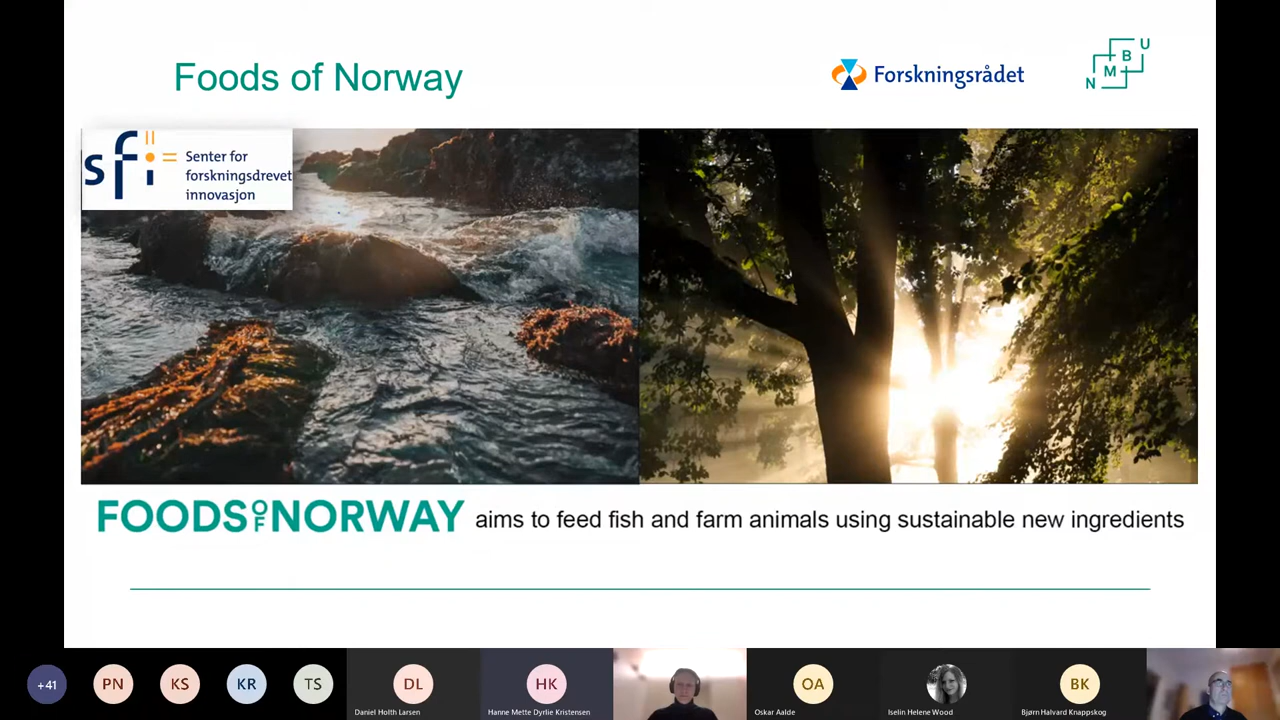 Foods of Norway
Forskningsrådet
N M B U
sfi
Senter for
forskningsdrevet
innovasjon
FOODS OF NORWAY aims to feed fish and farm animals using sustainable new ingredients
+41
PN
KS
KR
TS
DL
Daniel Holth Larsen
HK
Hanne Mette Dyrlie Kristensen
OA
Oskar Aalde
Iselin Helene Wood
BK
Bjørn Halvard Knappskog